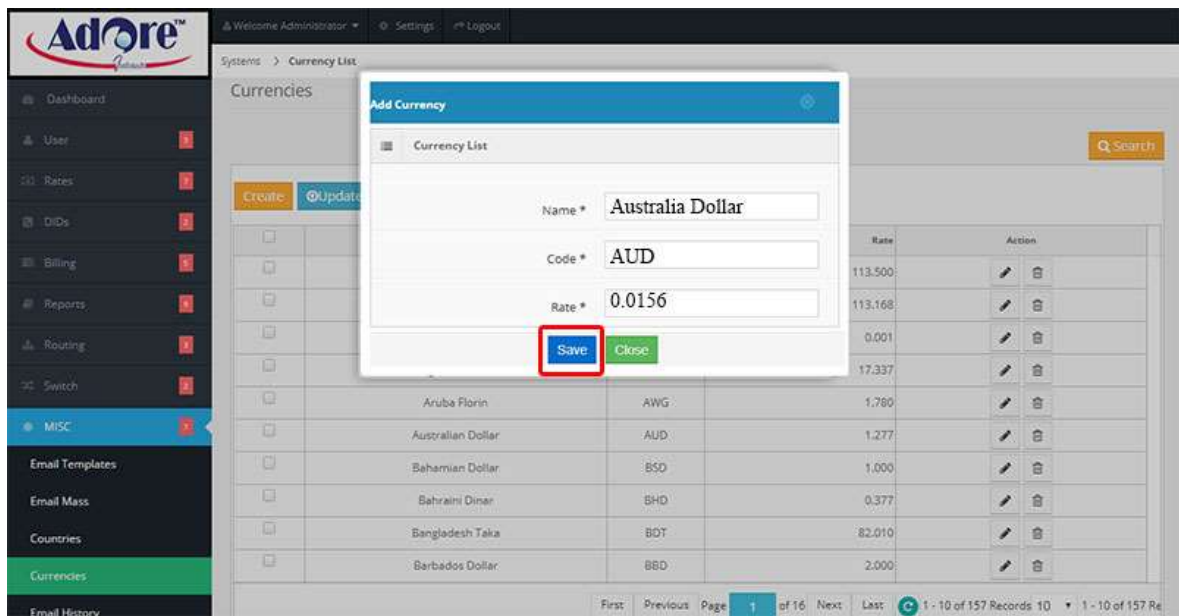 Adore™
Welcome Administrator
Settings
Logout
Systems > Currency List
Dashboard
User
Rates
DIDs
Billing
Reports
Routing
Switch
MISC
Email Templates
Email Mass
Countries
Currencies
Email History
Currencies
Search
Create
Update
Add Currency
Currency List
Name * Australia Dollar
Code * AUD
Rate * 0.0156
Save
Close
Rate Action
113.500
113.168
0.001
17.337
Aruba Florin AWG 1.780
Australian Dollar AUD 1.277
Bahamian Dollar BSD 1.000
Bahraini Dinar BHD 0.377
Bangladesh Taka BDT 82.010
Barbados Dollar BBD 2.000
First Previous Page 1 of 16 Next Last 1 - 10 of 157 Records 10 1 - 10 of 157 Re